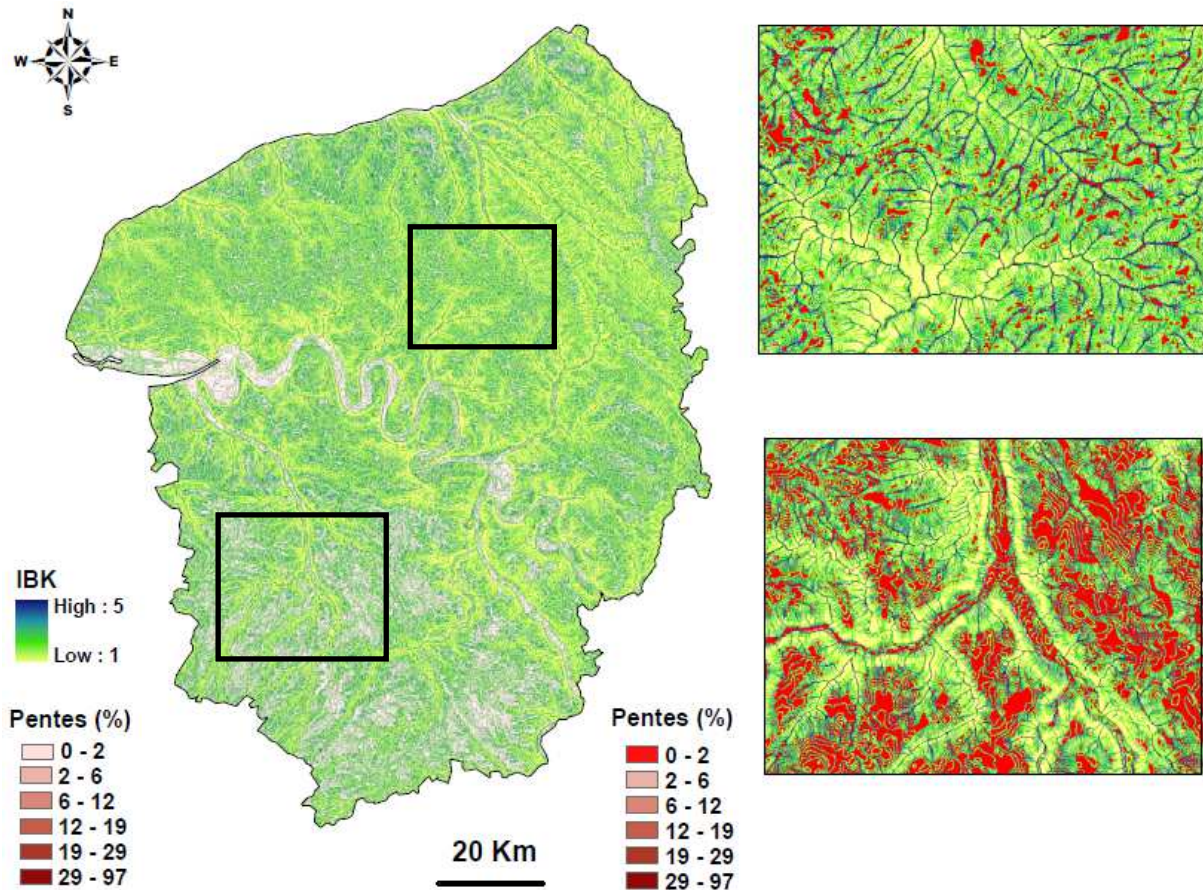 N
W E
S
IBK
High : 5
Low : 1
Pentes (%)
0 - 2
2 - 6
6 - 12
12 - 19
19 - 29
29 - 97
20 Km
Pentes (%)
0 - 2
2 - 6
6 - 12
12 - 19
19 - 29
29 - 97